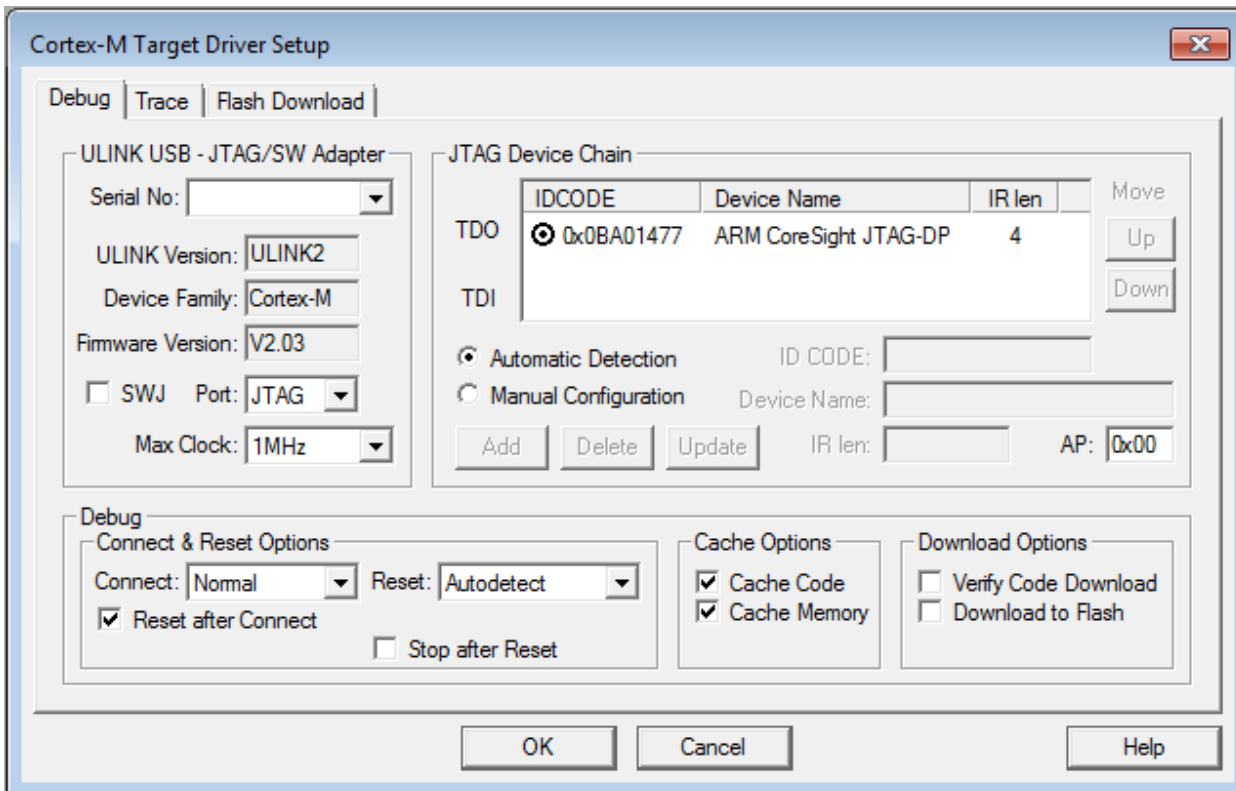 Cortex-M Target Driver Setup
Debug Trace Flash Download
ULINK USB - JTAG/SW Adapter
Serial No:
ULINK Version: ULINK2
Device Family: Cortex-M
Firmware Version: V2.03
SWJ Port: JTAG
Max Clock: 1MHz
JTAG Device Chain
IDCODE Device Name IR len Move
TDO 0x0BA01477 ARM CoreSight JTAG-DP 4 Up
TDI Down
Automatic Detection ID CODE:
Manual Configuration Device Name:
Add Delete Update IR len: AP: 0x00
Debug
Connect & Reset Options
Connect: Normal Reset: Autodetect
Reset after Connect
Stop after Reset
Cache Options
Cache Code
Cache Memory
Download Options
Verify Code Download
Download to Flash
OK Cancel Help